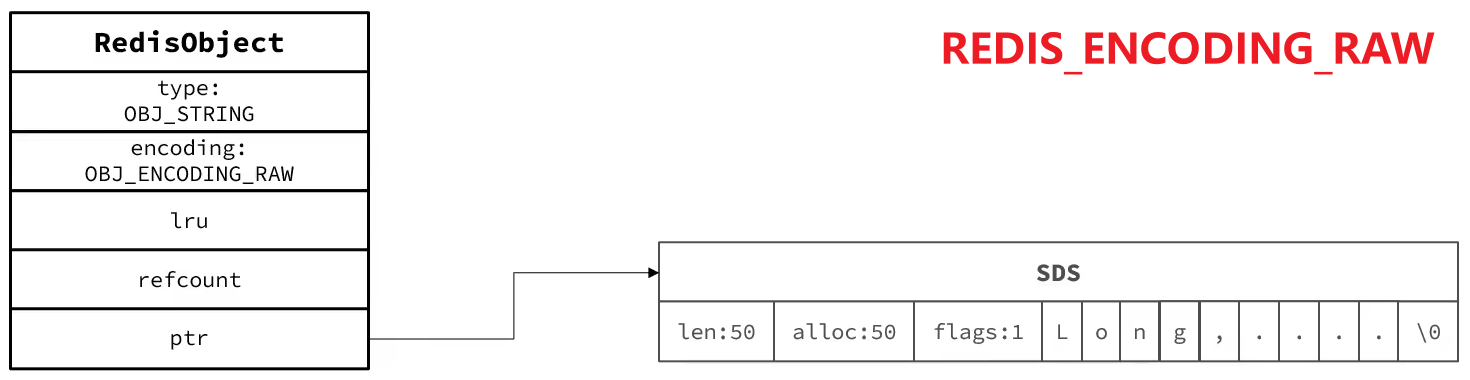 RedisObject
REDIS_ENCODING_RAW
type:
OBJ_STRING
encoding:
OBJ_ENCODING_RAW
lru
refcount
ptr
SDS
len:50 alloc:50 flags:1 L o n g , . . . . \0